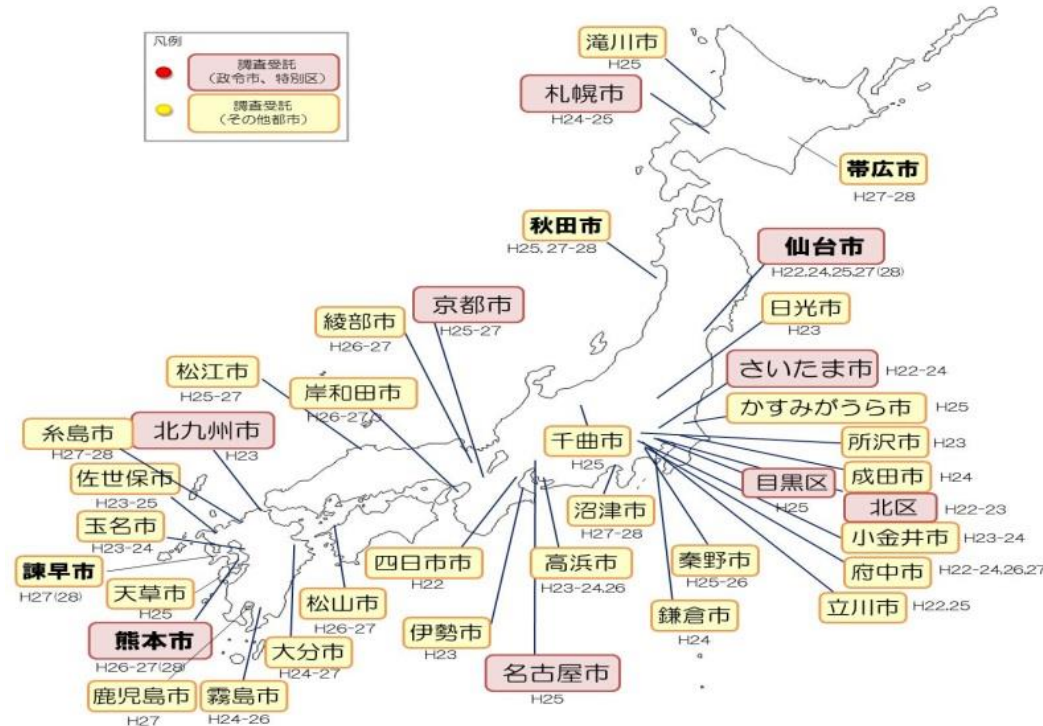 凡例
調査受託
（政令市、特別区）
調査受託
（その他都市）
滝川市
H25
札幌市
H24-25
帯広市
H27-28
秋田市
H25,27-28
仙台市
H22,24,25,27(28)
京都市
H25-27
綾部市
H26-27
日光市
H23
松江市
H25-27
岸和田市
H26-27
さいたま市 H22-24
かすみがうら市 H25
糸島市
H27-28
北九州市
H23
千曲市
H25
所沢市 H23
佐世保市
H23-25
成田市 H24
目黒区
H25
北区 H22-23
玉名市
H23-24
沼津市
H27-28
小金井市 H23-24
諫早市
H27(28)
四日市市
H22
高浜市
H23-24,26
秦野市
H25-26
府中市 H22-24,26,27
天草市
H25
松山市
H26-27
立川市 H22,25
鎌倉市
H24
熊本市
H26-27(28)
大分市
H24-27
伊勢市
H23
名古屋市
H25
鹿児島市
H27
霧島市
H24-26